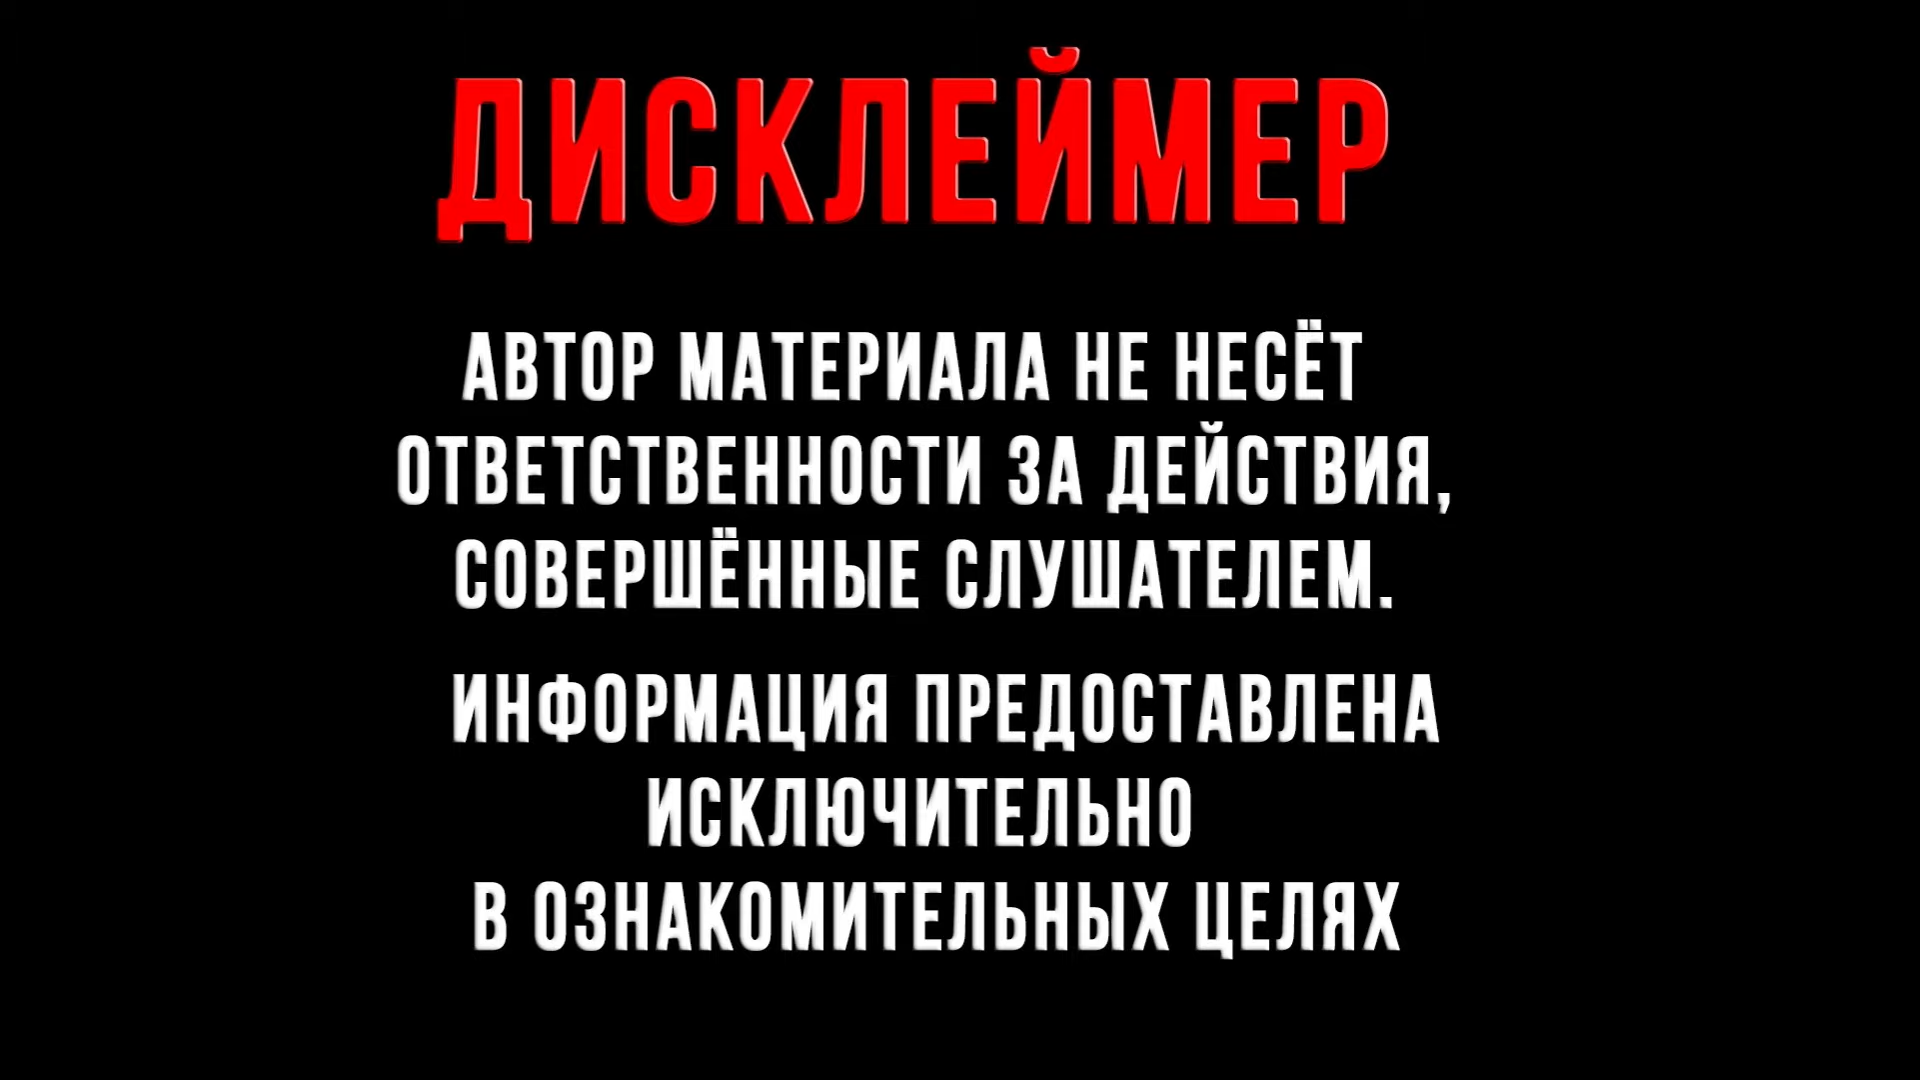 ДИСКЛЕЙМЕР
АВТОР МАТЕРИАЛА НЕ НЕСЁТ
ОТВЕТСТВЕННОСТИ ЗА ДЕЙСТВИЯ,
СОВЕРШЁННЫЕ СЛУШАТЕЛЕМ.
ИНФОРМАЦИЯ ПРЕДОСТАВЛЕНА
ИСКЛЮЧИТЕЛЬНО
В ОЗНАКОМИТЕЛЬНЫХ ЦЕЛЯХ